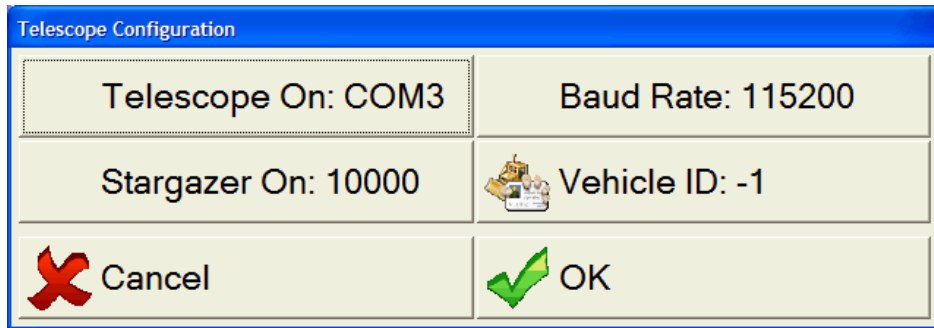 Telescope Configuration
Telescope On: COM3
Baud Rate: 115200
Stargazer On: 10000
Vehicle ID: -1
Cancel
OK